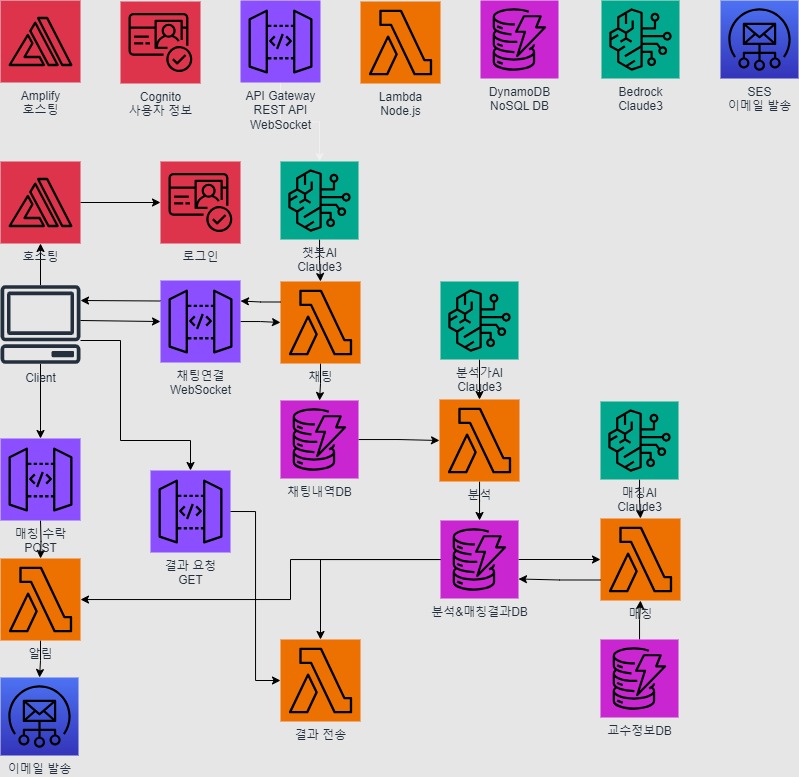 Amplify
호스팅
Cognito
사용자 정보
API Gateway
REST API
WebSocket
Lambda
Node.js
DynamoDB
NoSQL DB
Bedrock
Claude3
SES
이메일 발송
호스팅
로그인
챗봇AI
Claude3
Client
채팅연결
WebSocket
채팅
분석가AI
Claude3
채팅내역DB
분석
매칭AI
Claude3
매칭 수락
POST
결과 요청
GET
분석&매칭결과DB
매칭
알림
결과 전송
교수정보DB
이메일 발송